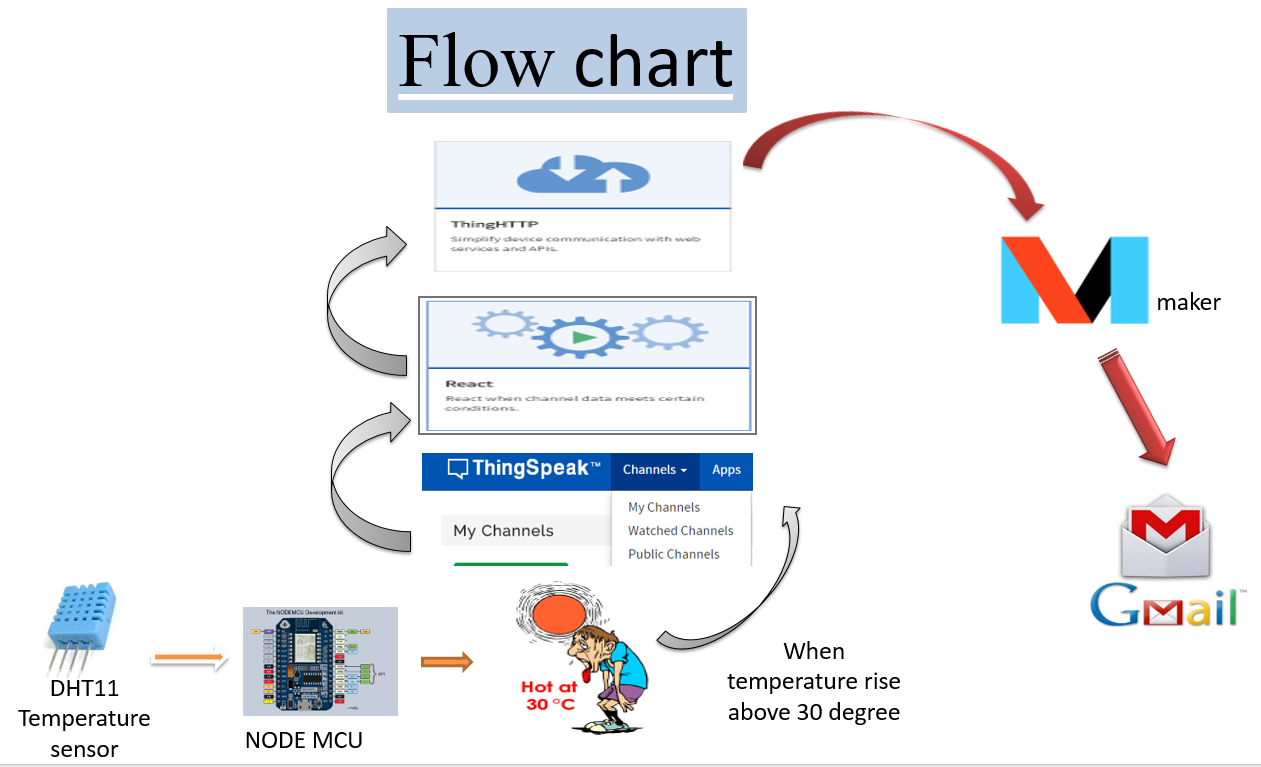 Flow chart
ThingHTTP
Simplify device communication with web
services and APIs.
React
React when channel data meets certain
conditions.
ThingSpeak™ Channels Apps
My Channels
My Channels
Watched Channels
Public Channels
maker
Gmail™
DHT11
Temperature
sensor
The NODEMCU Development kit
NODE MCU
Hot at
30 °C
When
temperature rise
above 30 degree